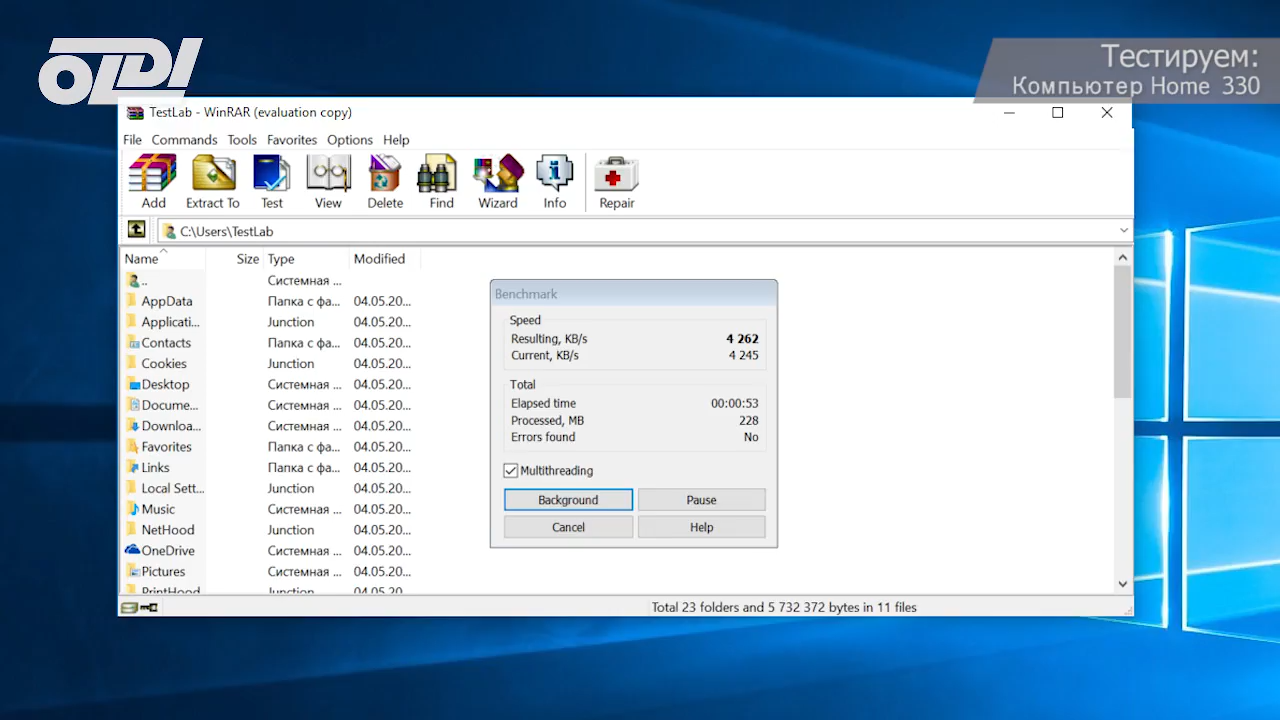 OLDI
Тестируем:
Компьютер Home 330
TestLab - WinRAR (evaluation copy)
File Commands Tools Favorites Options Help
Add Extract To Test View Delete Find Wizard Info Repair
C:\Users\TestLab
Name Size Type Modified
.. Системная ...
AppData Папка с фа... 04.05.20...
Applicati... Junction 04.05.20...
Contacts Папка с фа... 04.05.20...
Cookies Junction 04.05.20...
Desktop Системная ... 04.05.20...
Docume... Системная ... 04.05.20...
Downloa... Системная ... 04.05.20...
Favorites Папка с фа... 04.05.20...
Links Папка с фа... 04.05.20...
Local Sett... Junction 04.05.20...
Music Системная ... 04.05.20...
NetHood Junction 04.05.20...
OneDrive Системная ... 04.05.20...
Pictures Системная ... 04.05.20...
PrintHood Junction 04.05.20...
Benchmark
Speed
Resulting, KB/s 4 262
Current, KB/s 4 245
Total
Elapsed time 00:00:53
Processed, MB 228
Errors found No
Multithreading
Background Pause
Cancel Help
Total 23 folders and 5 732 372 bytes in 11 files